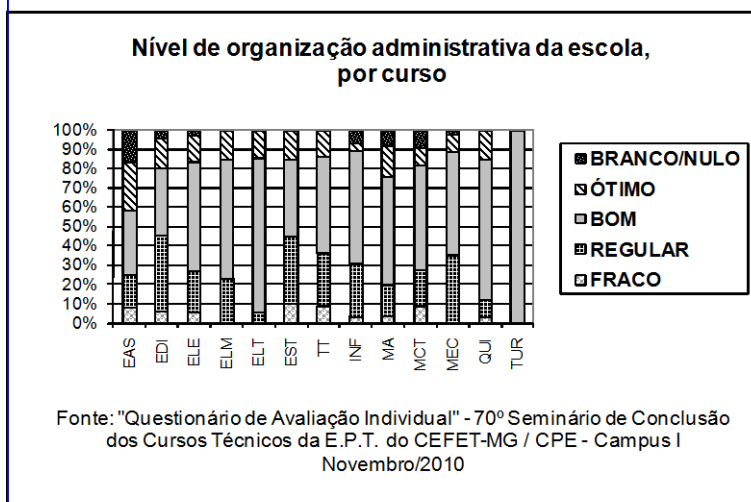 Nível de organização administrativa da escola,
por curso
100%
90%
80%
70%
60%
50%
40%
30%
20%
10%
0%
EAS
EDI
ELE
ELM
ELT
EST
TT
INF
MA
MCT
MEC
QUI
TUR
BRANCO/NULO
ÓTIMO
BOM
REGULAR
FRACO
Fonte: "Questionário de Avaliação Individual" - 70º Seminário de Conclusão
dos Cursos Técnicos da E.P.T. do CEFET-MG / CPE - Campus I
Novembro/2010